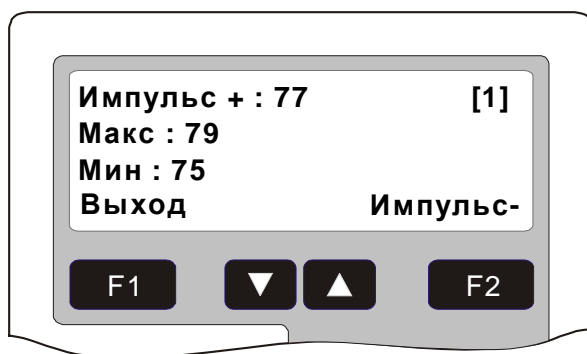 Импульс + : 77 [1]
Макс : 79
Мин : 75
Выход Импульс-
F1 F2